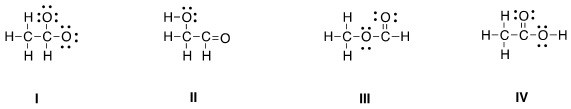 H :O: H–O: H :O: H :O:
H–C–C–O: H–C–C=O H–C–O–C–H H–C–C–O–H
H H H H H H
I II III IV